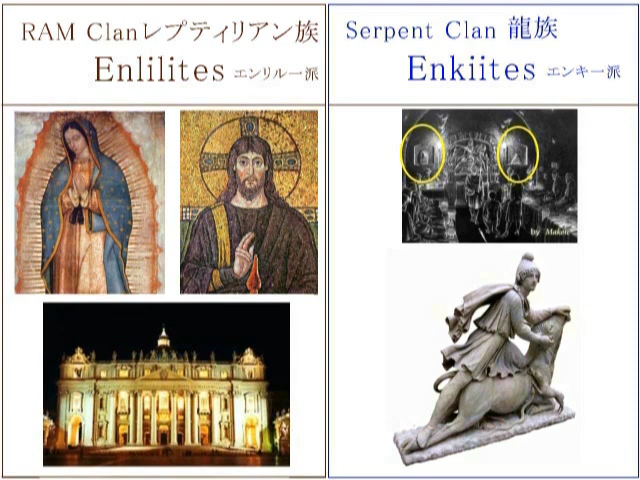 RAM Clanレプティリアン族
Enlilites エンリル一派
Serpent Clan 龍族
Enkiites エンキ一派
by Makoto